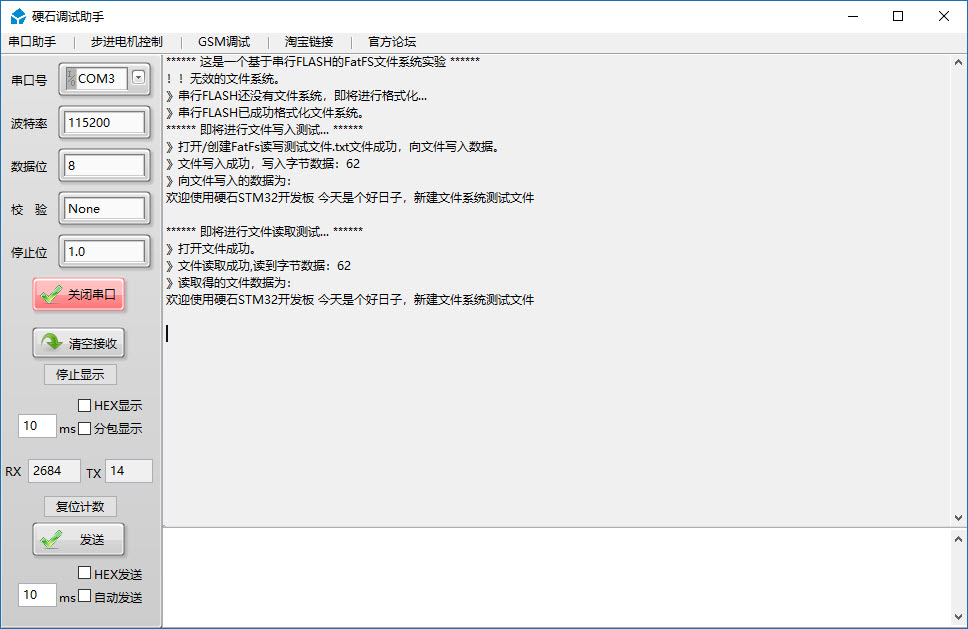 硬石调试助手
串口助手 步进电机控制 GSM调试 淘宝链接 官方论坛
串口号 COM3
波特率 115200
数据位 8
校 验 None
停止位 1.0
关闭串口
清空接收
停止显示
HEX显示
10 ms 分包显示
RX 2684 TX 14
复位计数
发送
HEX发送
10 ms 自动发送
****** 这是一个基于串行FLASH的FatFS文件系统实验 ******
！！无效的文件系统。
》串行FLASH还没有文件系统，即将进行格式化...
》串行FLASH已成功格式化文件系统。
****** 即将进行文件写入测试... ******
》打开/创建FatFs读写测试文件.txt文件成功，向文件写入数据。
》文件写入成功，写入字节数据：62
》向文件写入的数据为：
欢迎使用硬石STM32开发板 今天是个好日子，新建文件系统测试文件
****** 即将进行文件读取测试... ******
》打开文件成功。
》文件读取成功,读到字节数据：62
》读取得的文件数据为：
欢迎使用硬石STM32开发板 今天是个好日子，新建文件系统测试文件